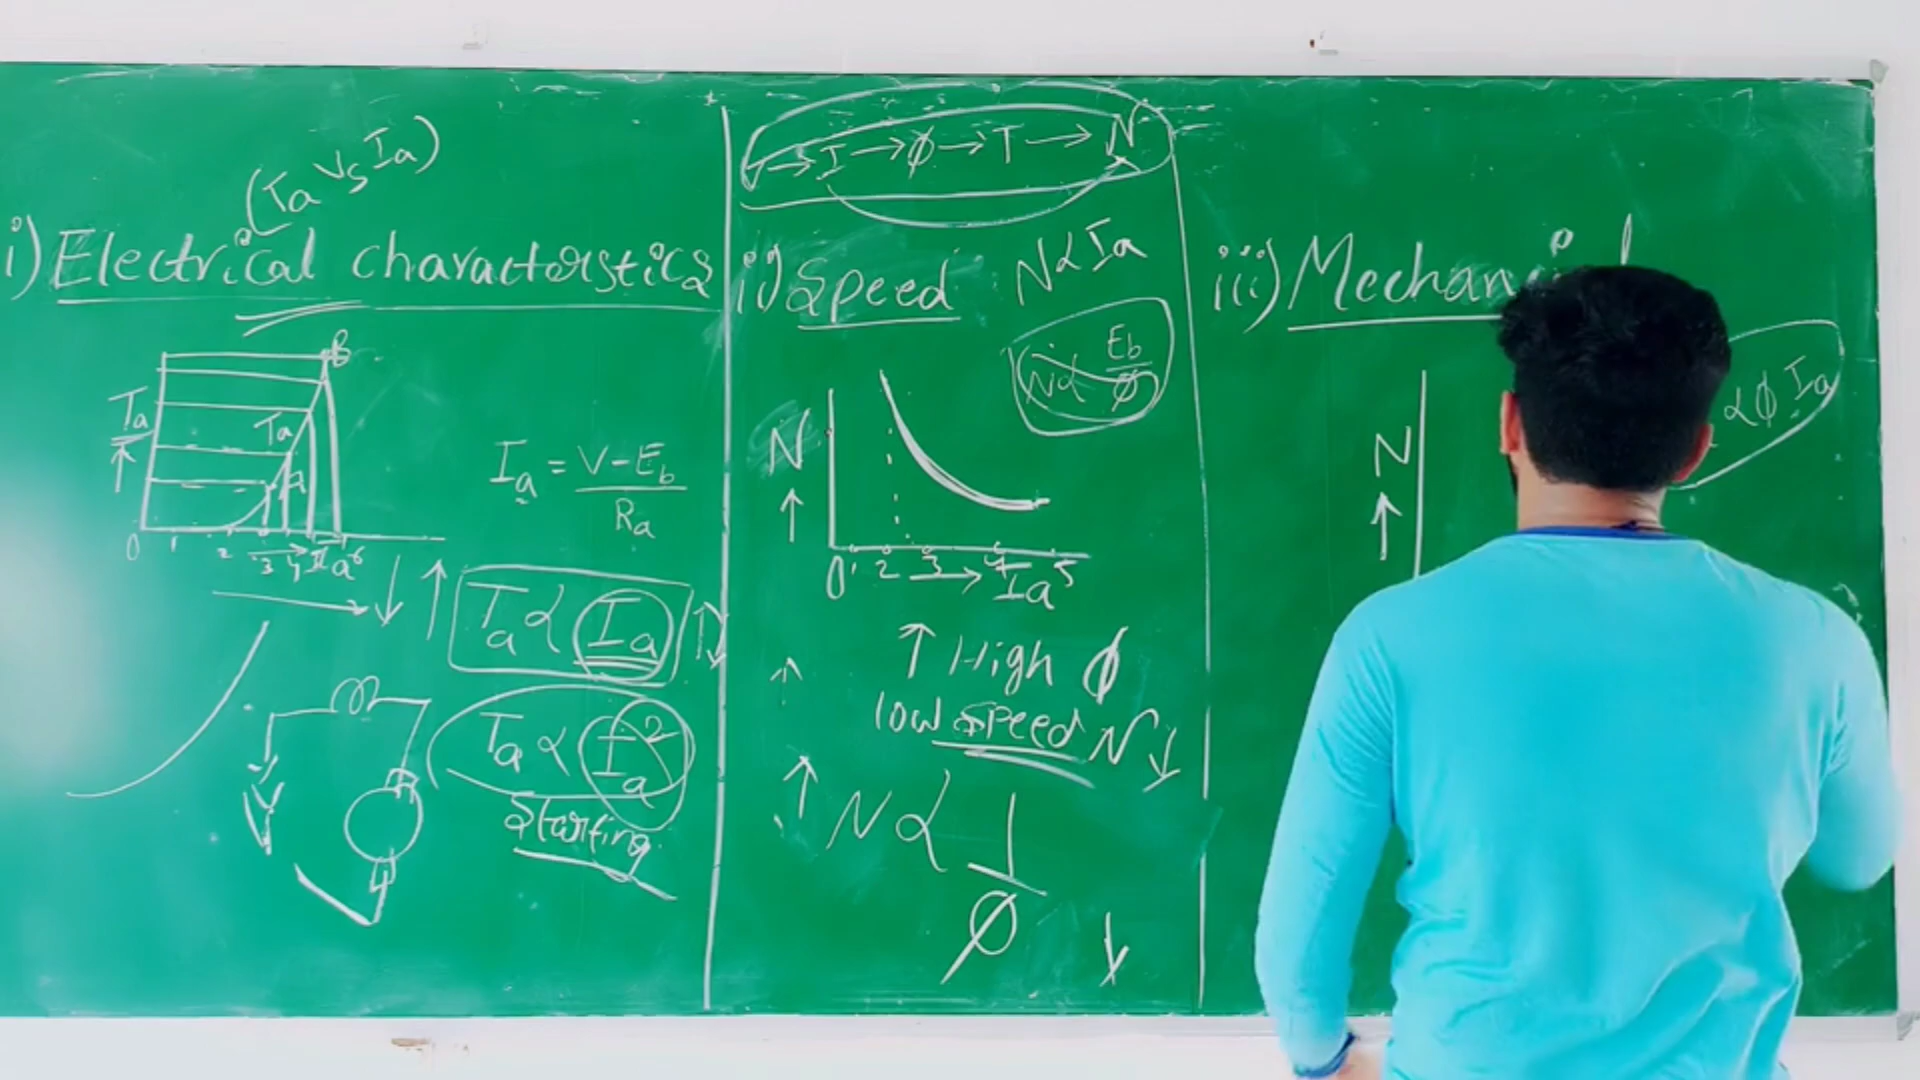 (Ta Vs Ia)
i) Electrical characterstics
B
Ta
Ta
A
0 1 2 3 4 5 6
Ia
Ia = V-Eb / Ra
Ta ∝ Ia
Ta ∝ Ia²
Starting
V → I → ϕ → T → N
ii) Speed N ∝ Ia
N ∝ Eb / ϕ
N
0 1 2 3 4 5
Ia
↑ High ϕ
low speed N ↓
↑ N ∝ 1 / ϕ
iii) Mechan
∝ ϕ Ia
N